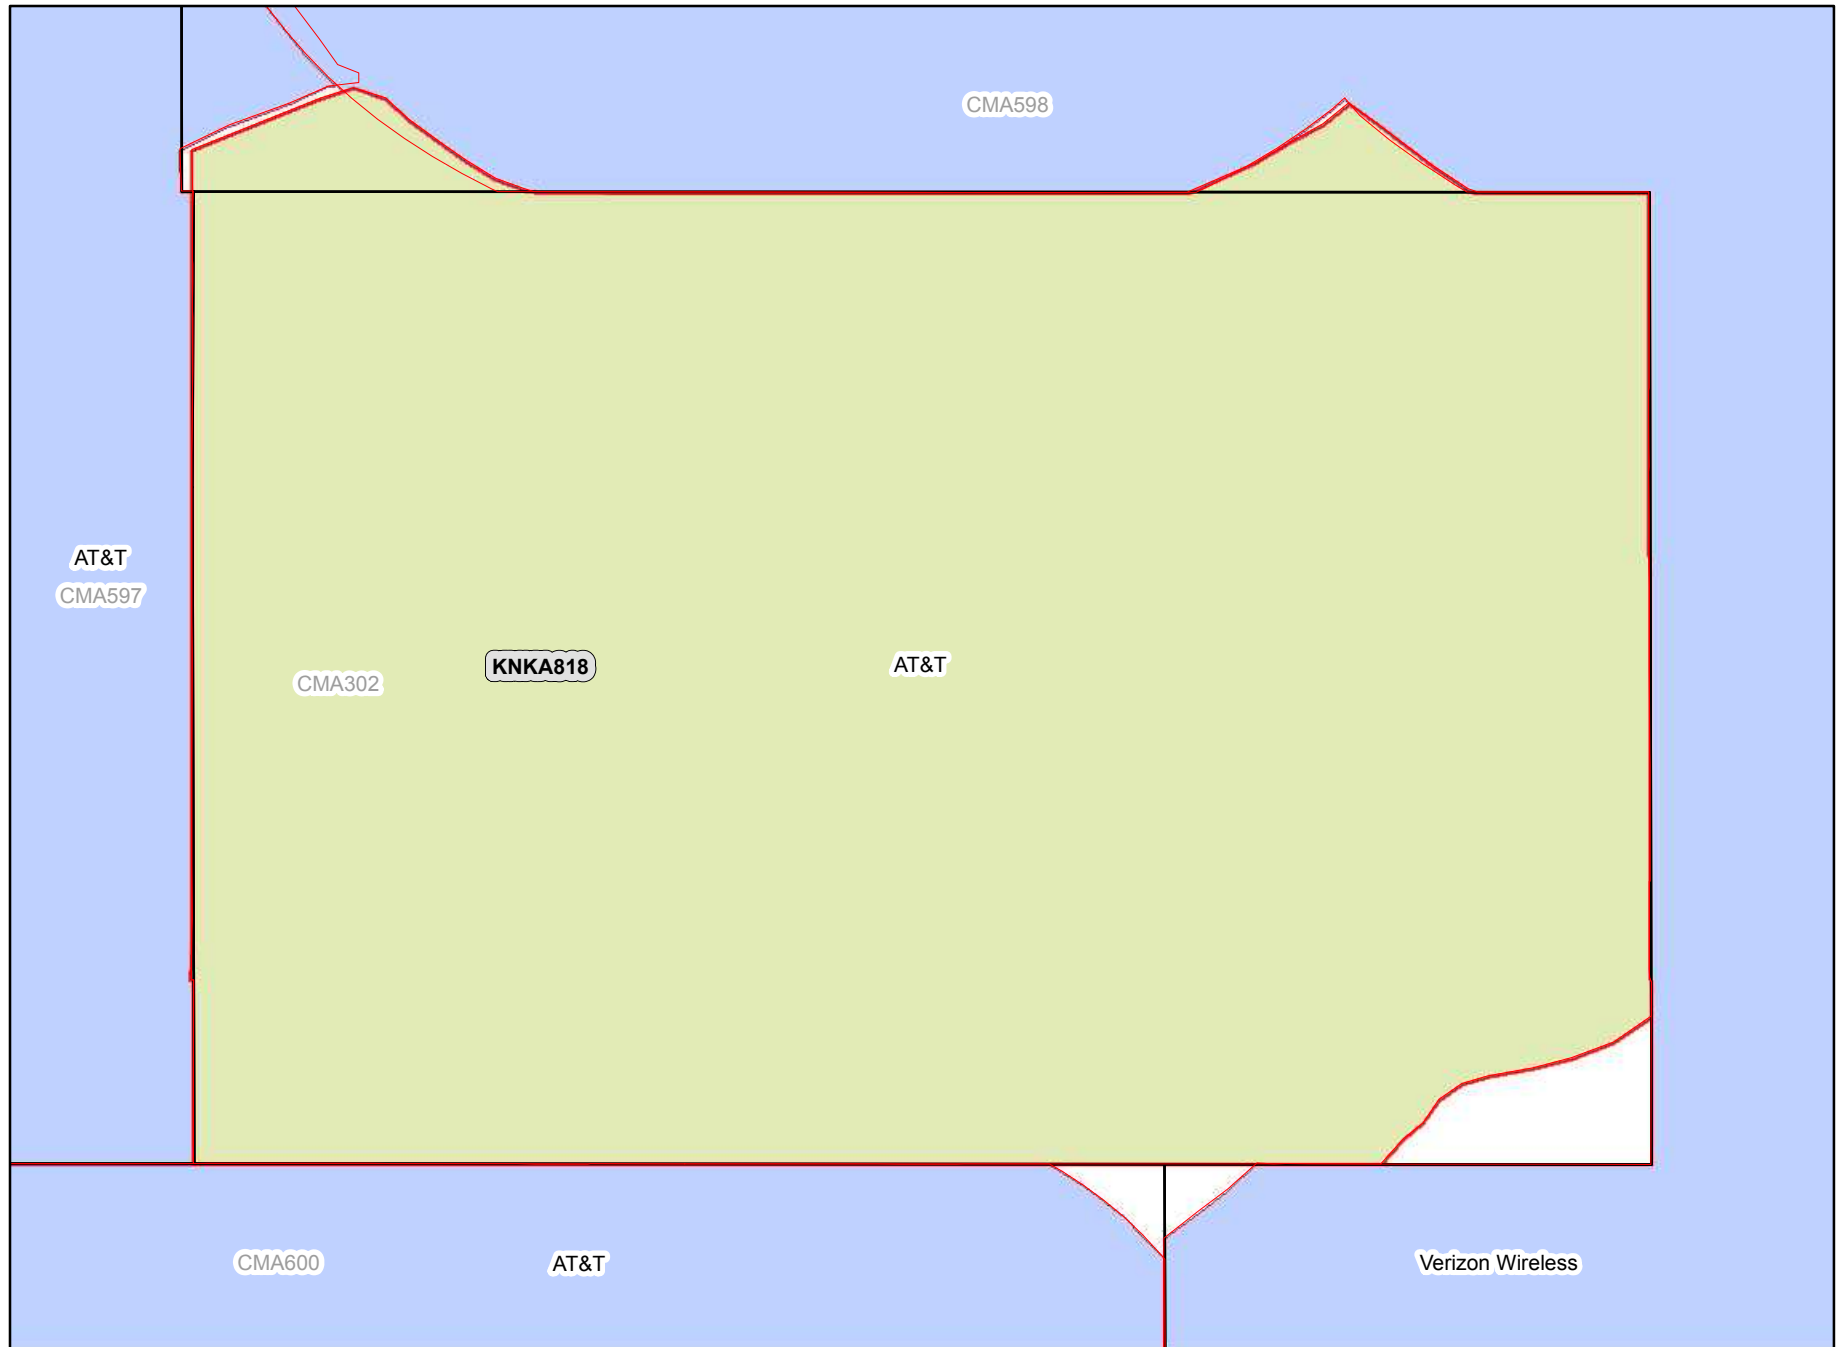 CMA598
AT&T
CMA597
CMA302
KNKA818
AT&T
CMA600
AT&T
Verizon Wireless